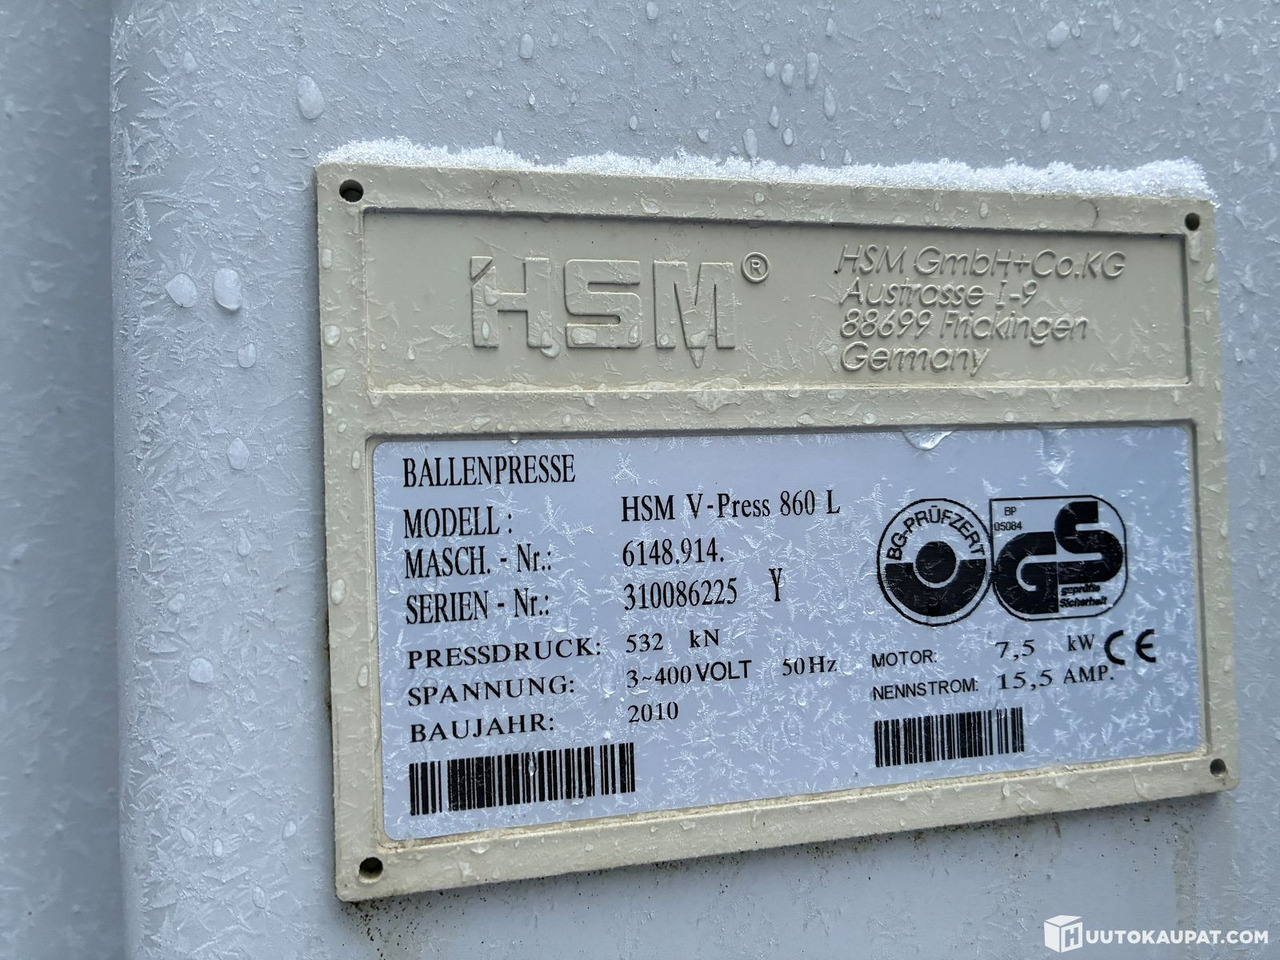 HSM®
HSM GmbH+Co.KG
Austrasse 1-9
88699 Frickingen
Germany
BALLENPRESSE
MODELL: HSM V-Press 860 L
MASCH. - Nr.: 6148.914.
SERIEN - Nr.: 310086225 Y
PRESSDRUCK: 532 kN
SPANNUNG: 3~400 VOLT 50Hz
BAUJAHR: 2010
BG-PRÜFZERT
BP
05084
GS
geprüfte
Sicherheit
MOTOR: 7,5 kW
CE
NENNSTROM: 15,5 AMP.
HUUTOKAUPAT.COM